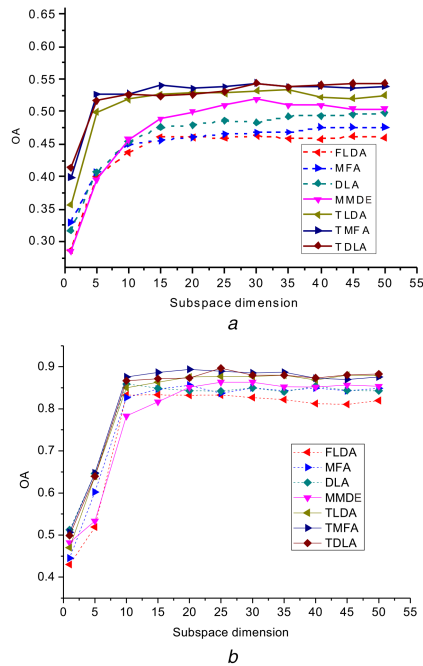 0.65
0.60
0.55
0.50
0.45
0.40
0.35
0.30
OA
FLDA
MFA
DLA
MMDE
TLDA
TMFA
TDLA
0 5 10 15 20 25 30 35 40 45 50 55
Subspace dimension
a
0.9
0.8
0.7
0.6
0.5
0.4
OA
FLDA
MFA
DLA
MMDE
TLDA
TMFA
TDLA
0 5 10 15 20 25 30 35 40 45 50 55
Subspace dimension
b